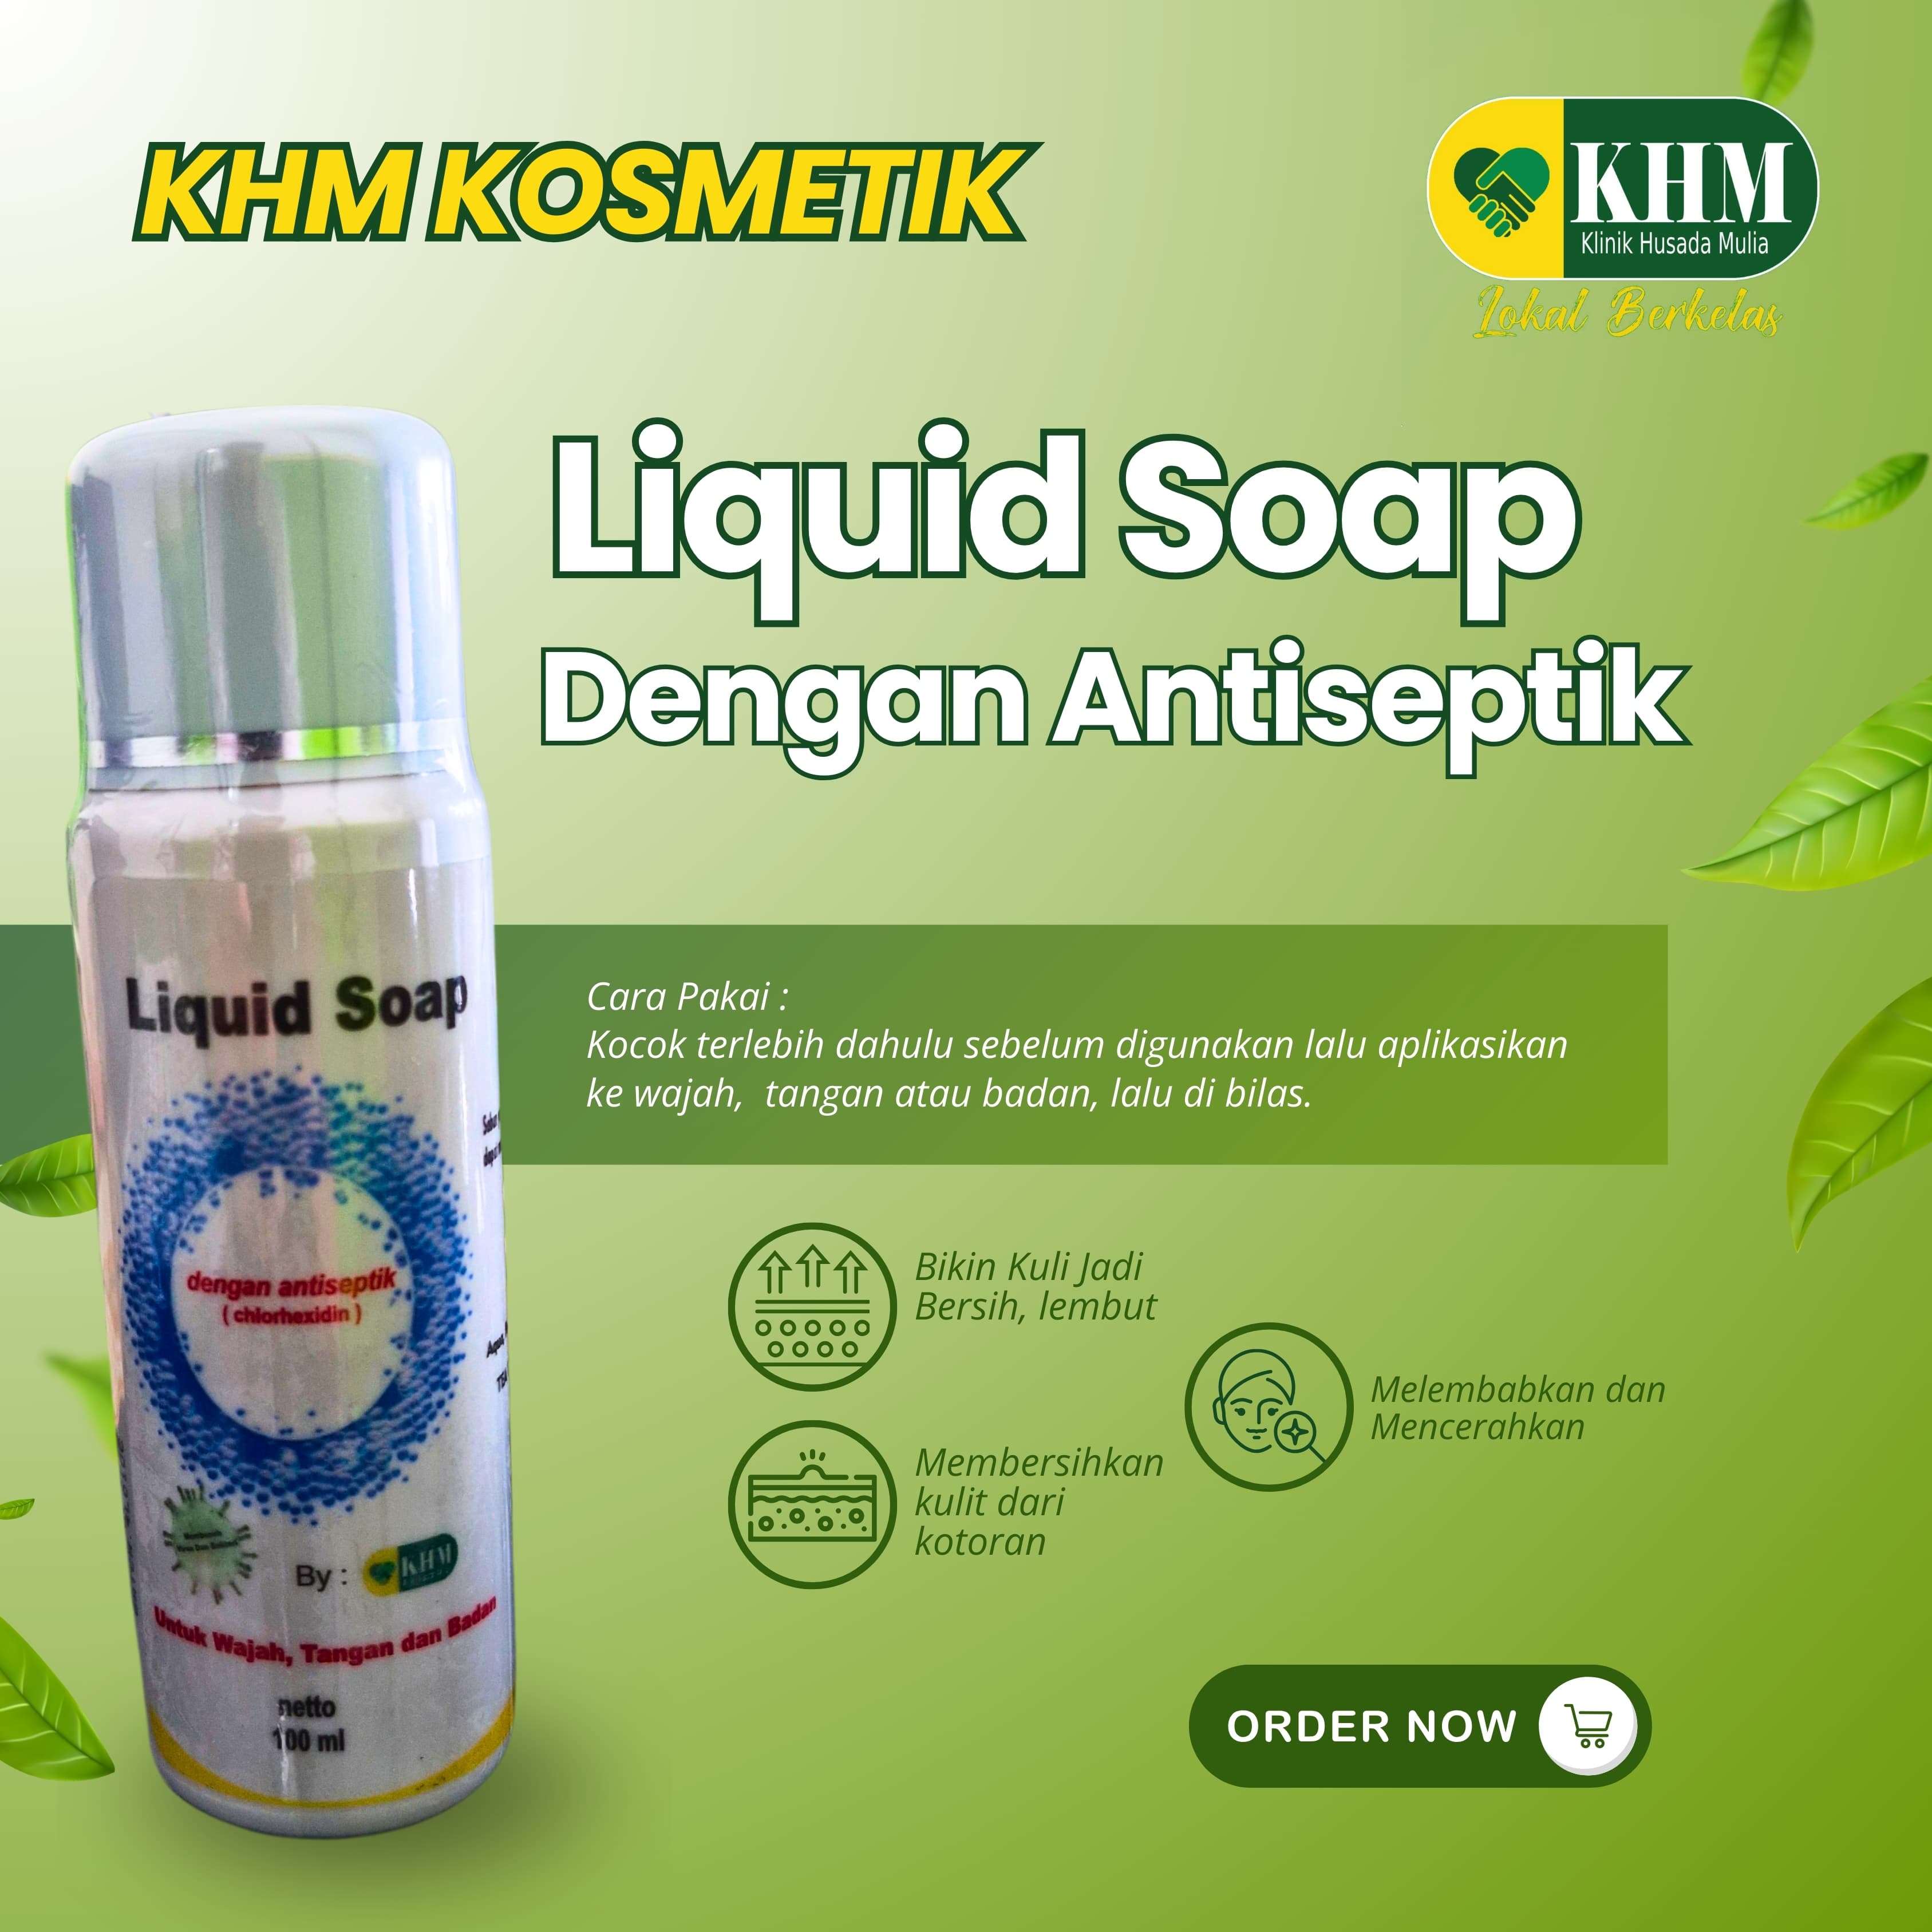 KHM KOSMETIK
KHM
Klinik Husada Mulia
Lokal Berkelas
Liquid Soap
Dengan Antiseptik
Cara Pakai :
Kocok terlebih dahulu sebelum digunakan lalu aplikasikan
ke wajah, tangan atau badan, lalu di bilas.
Bikin Kuli Jadi
Bersih, lembut
Membersihkan
kulit dari
kotoran
Melembabkan dan
Mencerahkan
ORDER NOW
Liquid Soap
dengan antiseptik
( chlorhexidin )
By :
KHM
Untuk Wajah, Tangan dan Badan
netto
100 ml